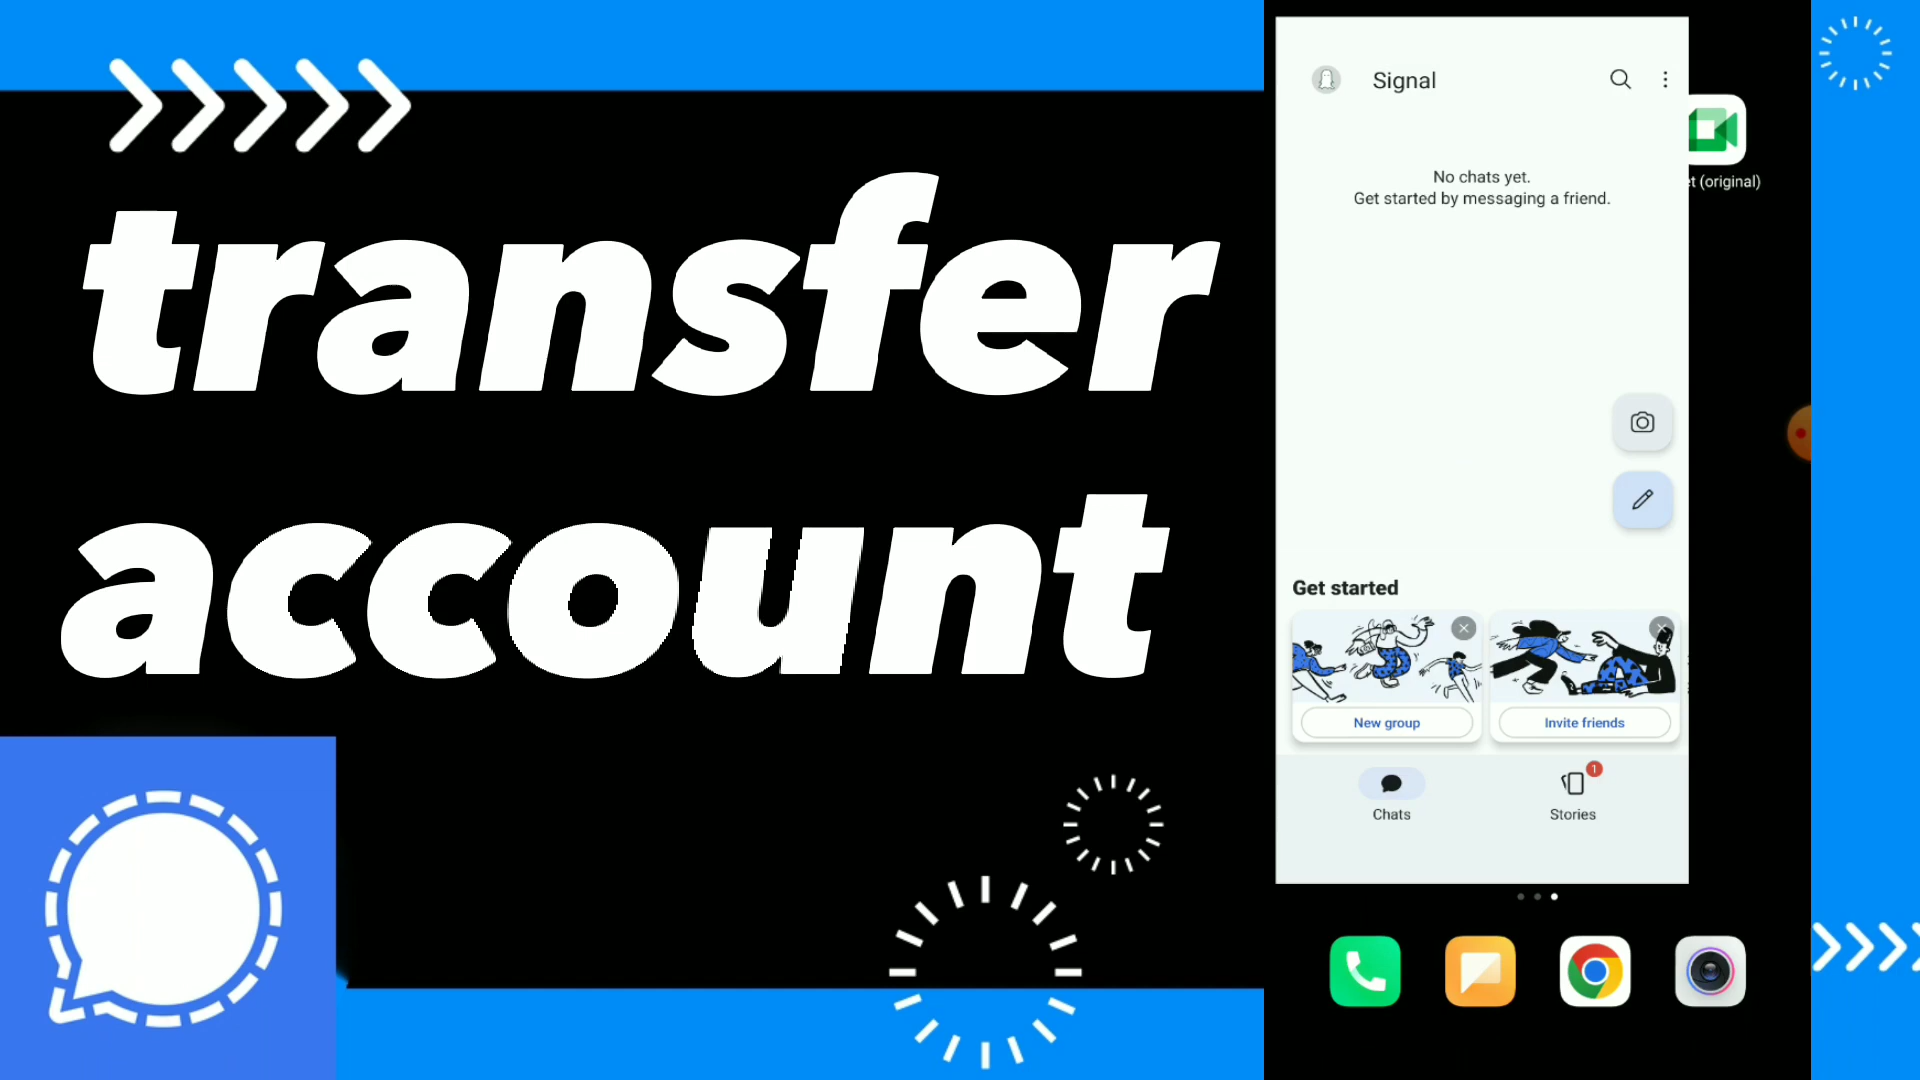 transfer
account
Signal
No chats yet.
Get started by messaging a friend.
et (original)
Get started
New group
Invite friends
1
Chats
Stories